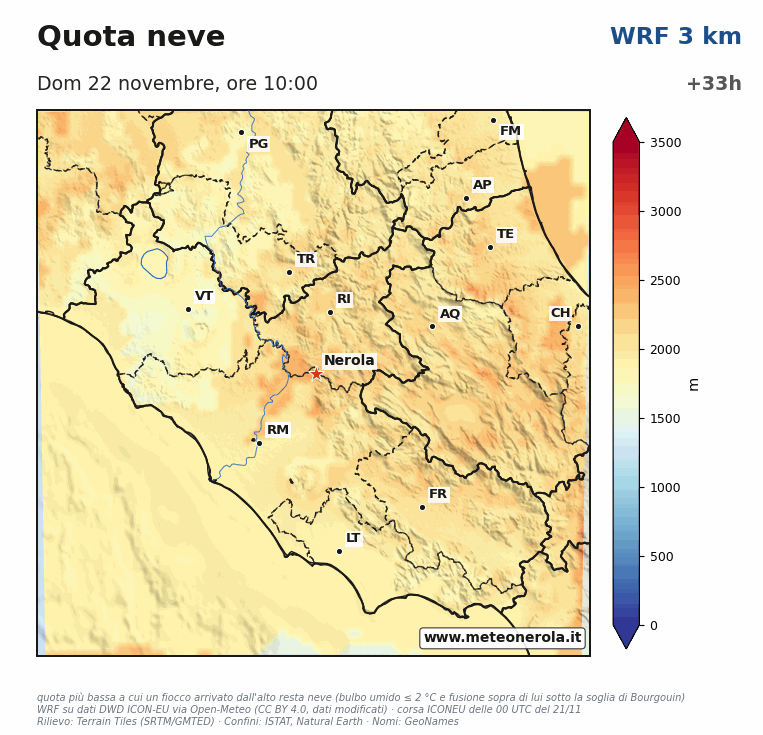 Quota neve
WRF 3 km
Dom 22 novembre, ore 10:00
+33h
FM
PG
AP
TE
TR
VT
RI
AQ
CH
Nerola
RM
FR
LT
www.meteonerola.it
3500
3000
2500
2000
1500
1000
500
0
m
quota più bassa a cui un fiocco arrivato dall'alto resta neve (bulbo umido ≤ 2 °C e fusione sopra di lui sotto la soglia di Bourgouin)
WRF su dati DWD ICON-EU via Open-Meteo (CC BY 4.0, dati modificati) · corsa ICONEU delle 00 UTC del 21/11
Rilievo: Terrain Tiles (SRTM/GMTED) · Confini: ISTAT, Natural Earth · Nomi: GeoNames